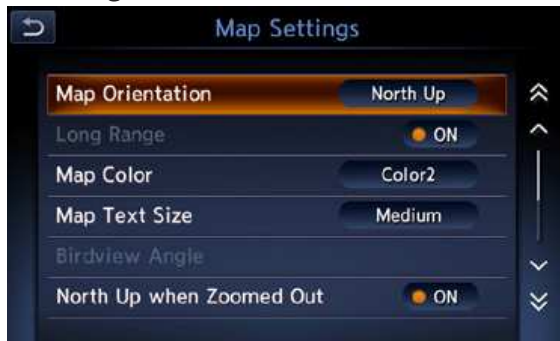 Map Settings
Map Orientation North Up
Long Range ON
Map Color Color2
Map Text Size Medium
Birdview Angle
North Up when Zoomed Out ON